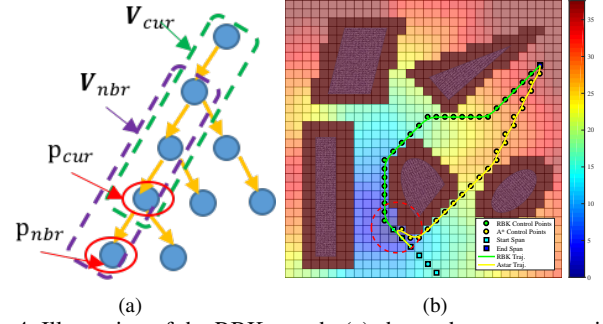 V_cur
V_nbr
p_cur
p_nbr
35
30
25
20
15
10
5
0
RBK Control Points
A* Control Points
Start Span
End Span
RBK Traj.
Astar Traj.
(a)
(b)